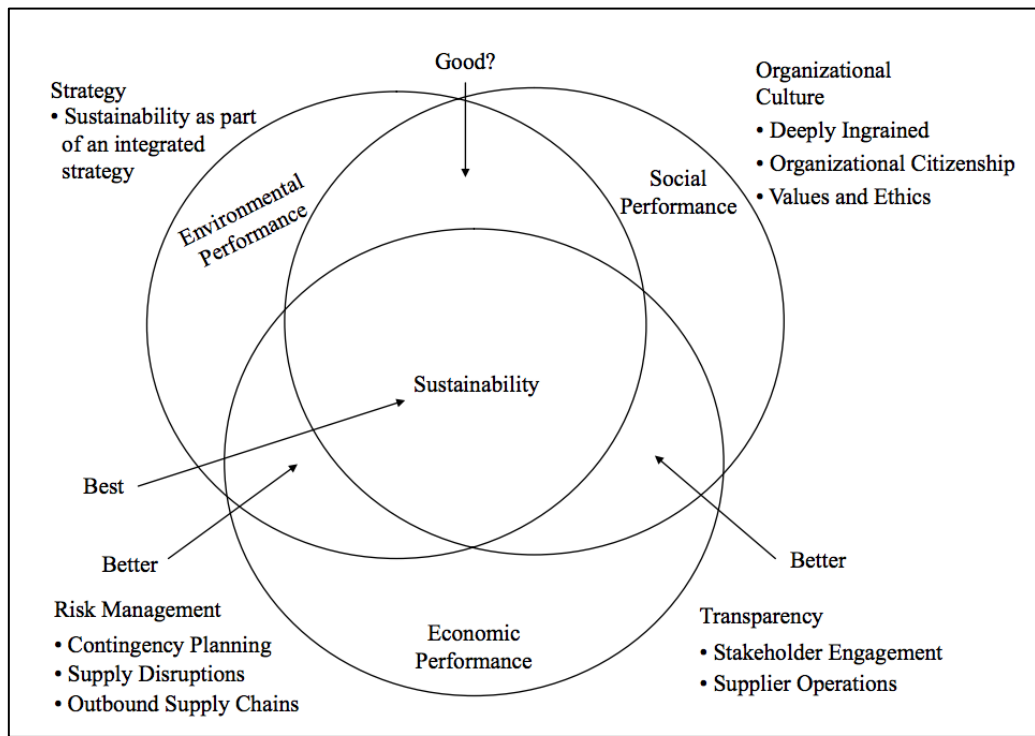 Good?
Strategy
• Sustainability as part
of an integrated
strategy
Organizational
Culture
• Deeply Ingrained
• Organizational Citizenship
• Values and Ethics
Environmental
Performance
Social
Performance
Sustainability
Best
Better
Better
Risk Management
• Contingency Planning
• Supply Disruptions
• Outbound Supply Chains
Economic
Performance
Transparency
• Stakeholder Engagement
• Supplier Operations